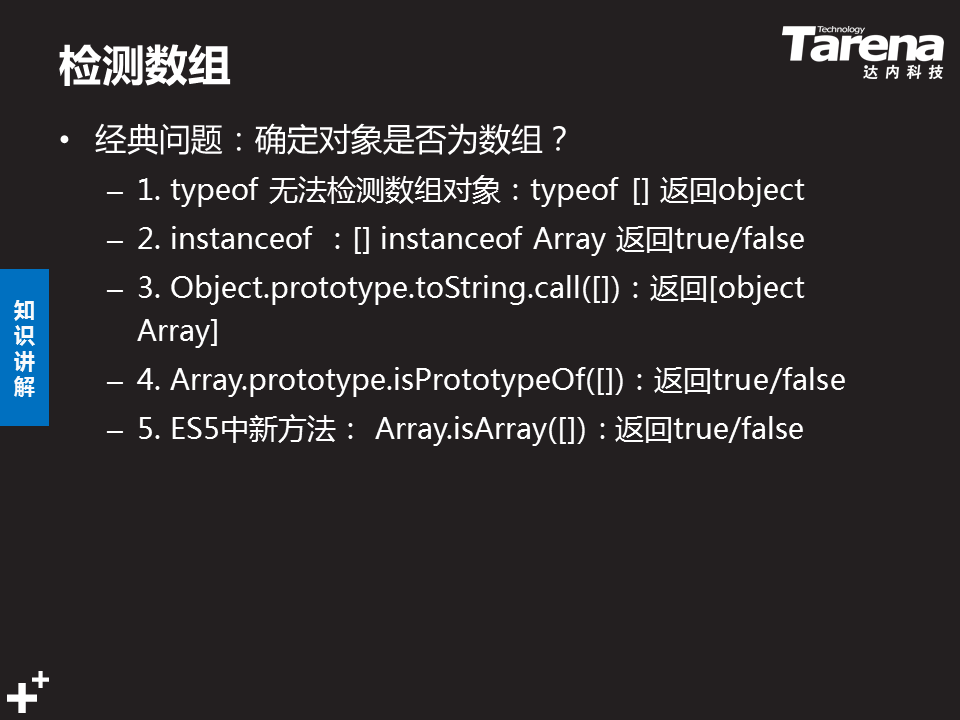 检测数组
Technology
Tarena
达内科技
• 经典问题：确定对象是否为数组？
– 1. typeof 无法检测数组对象：typeof [] 返回object
– 2. instanceof ：[] instanceof Array 返回true/false
– 3. Object.prototype.toString.call([])：返回[object
Array]
– 4. Array.prototype.isPrototypeOf([])：返回true/false
– 5. ES5中新方法： Array.isArray([])：返回true/false
知
识
讲
解